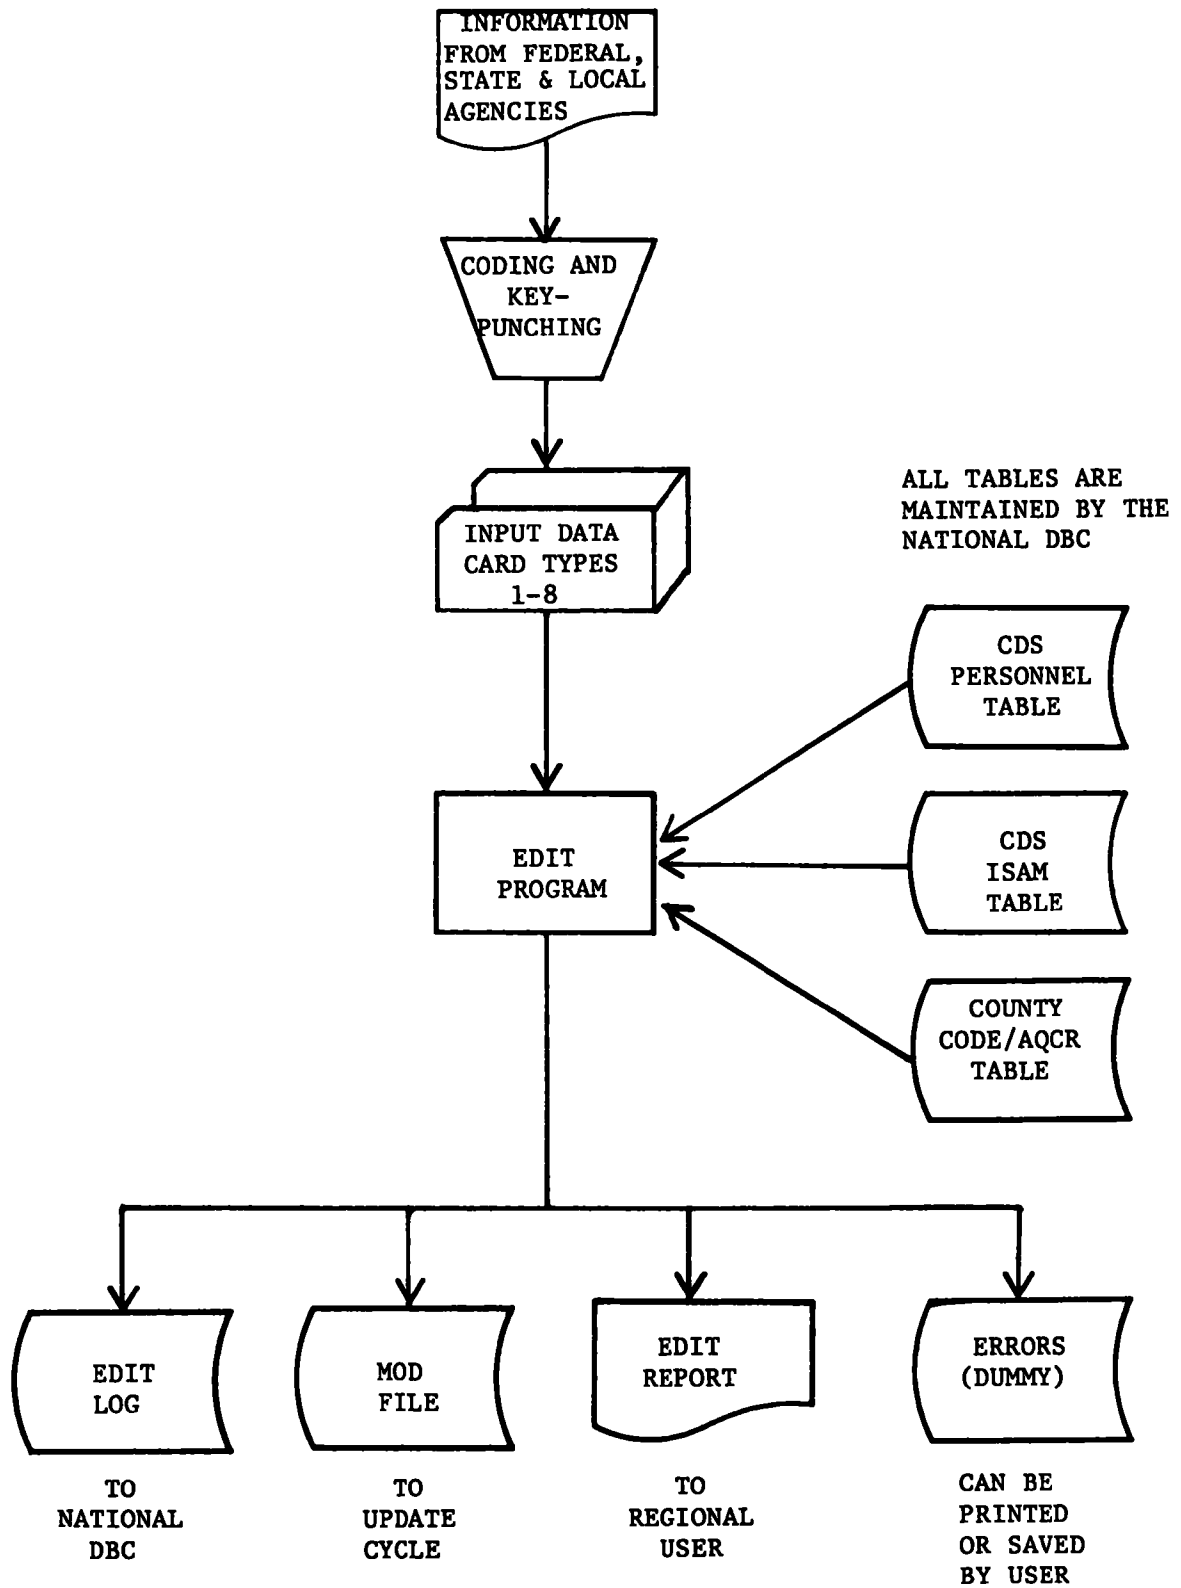 INFORMATION
FROM FEDERAL,
STATE & LOCAL
AGENCIES
CODING AND
KEY-
PUNCHING
INPUT DATA
CARD TYPES
1-8
ALL TABLES ARE
MAINTAINED BY THE
NATIONAL DBC
CDS
PERSONNEL
TABLE
EDIT
PROGRAM
CDS
ISAM
TABLE
COUNTY
CODE/AQCR
TABLE
EDIT
LOG
MOD
FILE
EDIT
REPORT
ERRORS
(DUMMY)
TO
NATIONAL
DBC
TO
UPDATE
CYCLE
TO
REGIONAL
USER
CAN BE
PRINTED
OR SAVED
BY USER